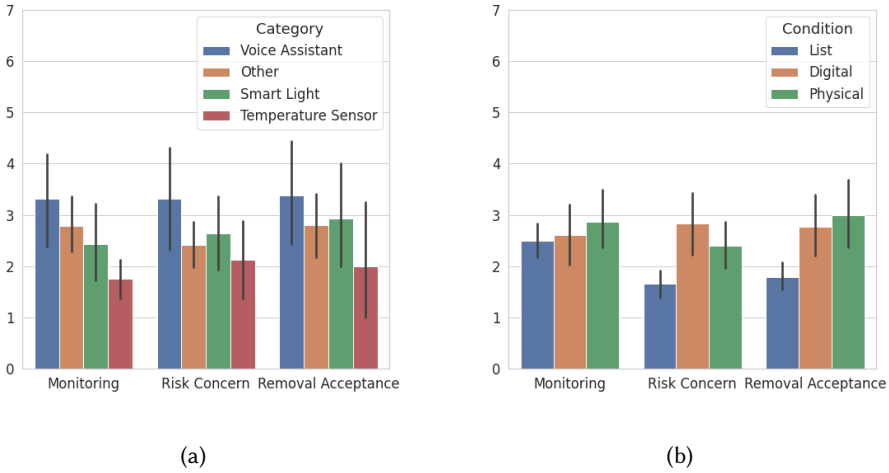 7
6
5
4
3
2
1
0
Category
Voice Assistant
Other
Smart Light
Temperature Sensor
Monitoring Risk Concern Removal Acceptance
(a)
7
6
5
4
3
2
1
0
Condition
List
Digital
Physical
Monitoring Risk Concern Removal Acceptance
(b)